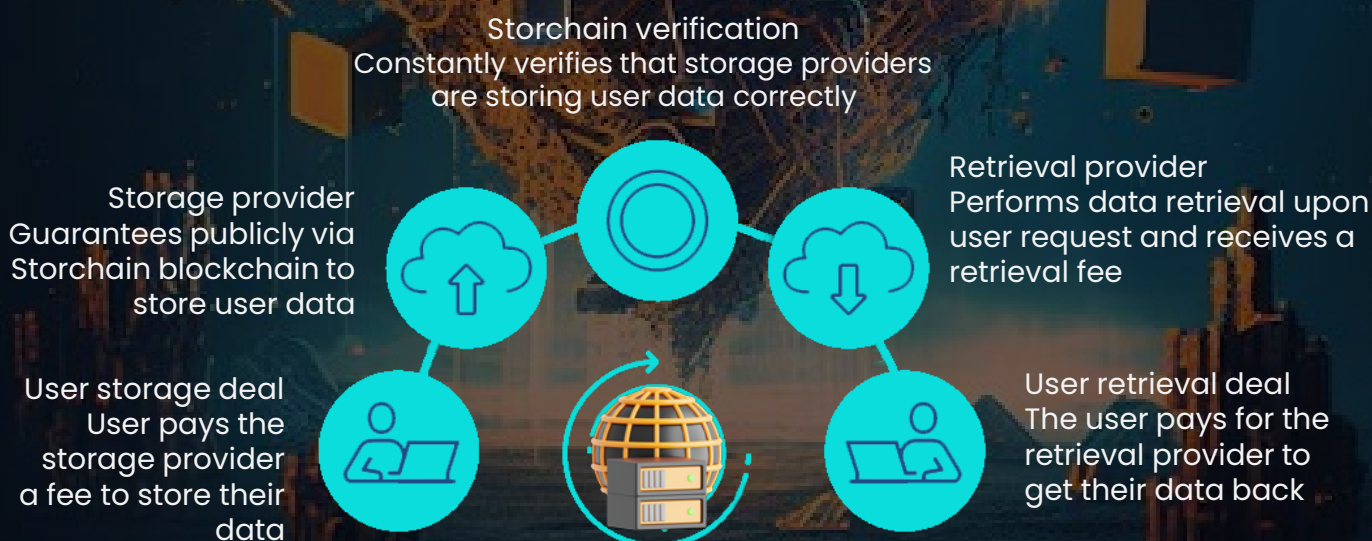 Storchain verification
Constantly verifies that storage providers
are storing user data correctly
Storage provider
Guarantees publicly via
Storchain blockchain to
store user data
Retrieval provider
Performs data retrieval upon
user request and receives a
retrieval fee
User storage deal
User pays the
storage provider
a fee to store their
data
User retrieval deal
The user pays for the
retrieval provider to
get their data back